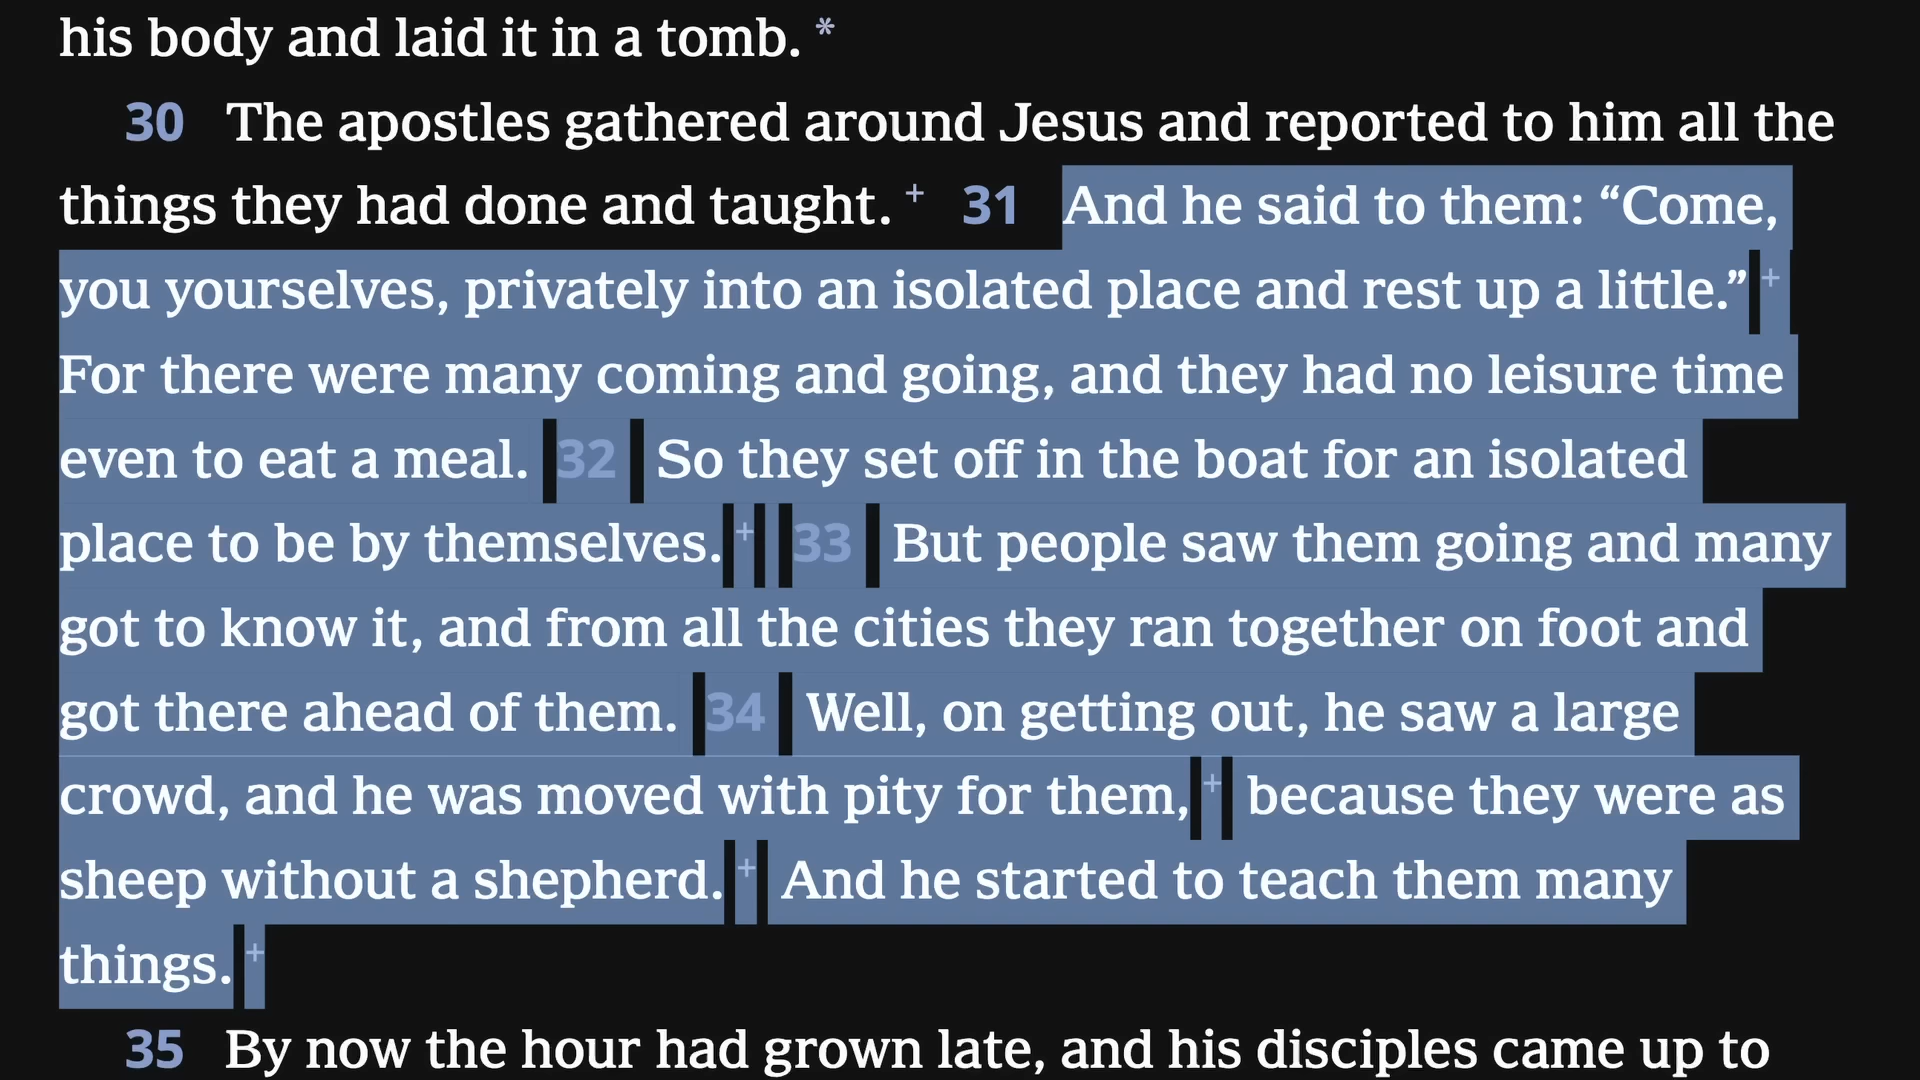 his body and laid it in a tomb. *
30 The apostles gathered around Jesus and reported to him all the
things they had done and taught. + 31 And he said to them: “Come,
you yourselves, privately into an isolated place and rest up a little.” +
For there were many coming and going, and they had no leisure time
even to eat a meal. 32 So they set off in the boat for an isolated
place to be by themselves. + 33 But people saw them going and many
got to know it, and from all the cities they ran together on foot and
got there ahead of them. 34 Well, on getting out, he saw a large
crowd, and he was moved with pity for them, + because they were as
sheep without a shepherd. + And he started to teach them many
things. +
35 By now the hour had grown late, and his disciples came up to